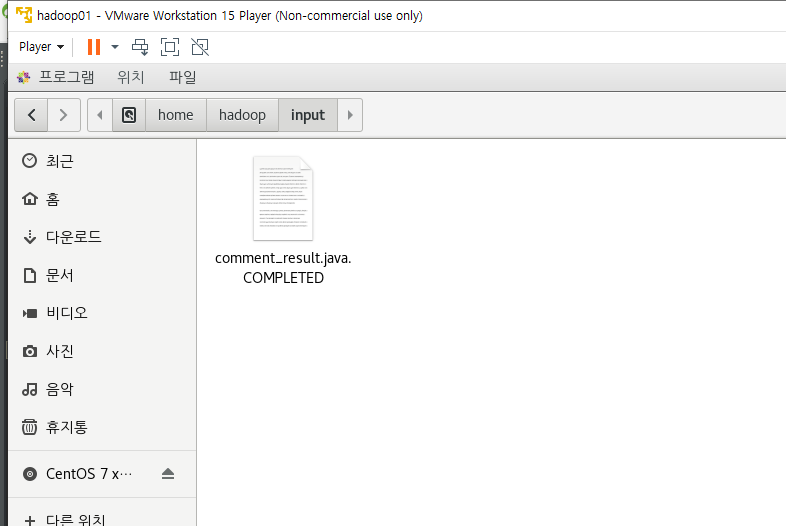 hadoop01 - VMware Workstation 15 Player (Non-commercial use only)
Player
프로그램 위치 파일
home hadoop input
최근
홈
다운로드
문서
비디오
사진
음악
휴지통
CentOS 7 x…
다른 위치
comment_result.java.
COMPLETED